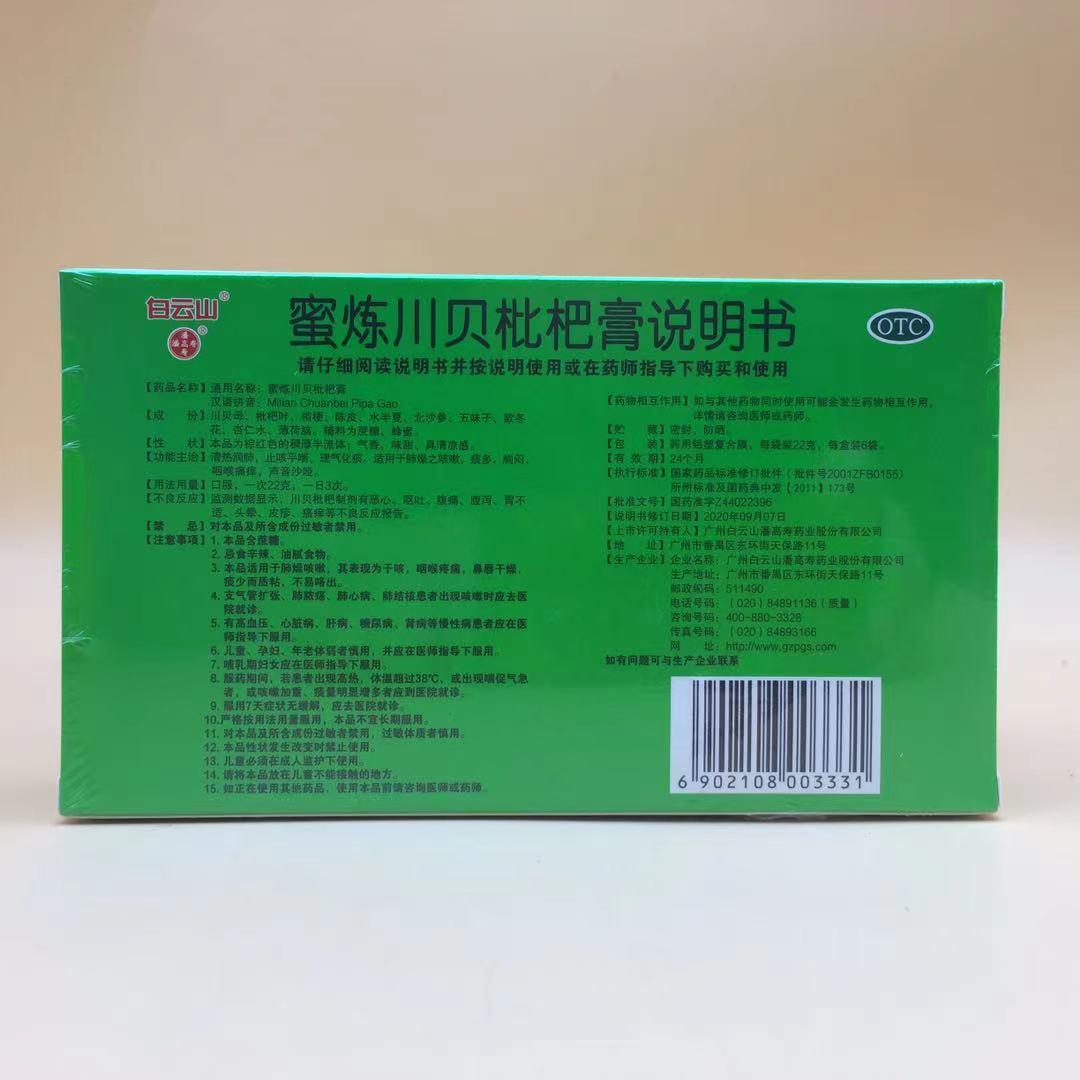 白云山®
潘高寿®
蜜炼川贝枇杷膏说明书
OTC
请仔细阅读说明书并按说明使用或在药师指导下购买和使用
【药品名称】通用名称：蜜炼川贝枇杷膏
汉语拼音：Milian Chuanbei Pipa Gao
【成 份】川贝母、枇杷叶、桔梗、陈皮、水半夏、北沙参、五味子、款冬
花、杏仁水、薄荷脑。辅料为蔗糖、蜂蜜。
【性 状】本品为棕红色的稠厚半流体；气香，味甜、具清凉感。
【功能主治】清热润肺，止咳平喘，理气化痰。适用于肺燥之咳嗽，痰多，胸闷，
咽喉痛痒，声音沙哑。
【用法用量】口服，一次22克，一日3次。
【不良反应】监测数据显示，川贝枇杷制剂有恶心、呕吐、腹痛、腹泻、胃不
适、头晕、皮疹、瘙痒等不良反应报告。
【禁 忌】对本品及所含成份过敏者禁用。
【注意事项】1. 本品含蔗糖。
2. 忌食辛辣、油腻食物。
3. 本品适用于肺燥咳嗽，其表现为干咳，咽喉疼痛，鼻唇干燥，
痰少而质粘，不易咯出。
4. 支气管扩张、肺脓疡、肺心病、肺结核患者出现咳嗽时应去医
院就诊。
5. 有高血压、心脏病、肝病、糖尿病、肾病等慢性病患者应在医
师指导下服用。
6. 儿童、孕妇、年老体弱者慎用，并应在医师指导下服用。
7. 哺乳期妇女应在医师指导下服用。
8. 服药期间，若患者出现高热，体温超过38℃，或出现喘促气急
者，或咳嗽加重、痰量明显增多者应到医院就诊。
9. 服用7天症状无缓解，应去医院就诊。
10.严格按用法用量服用，本品不宜长期服用。
11. 对本品及所含成份过敏者禁用，过敏体质者慎用。
12. 本品性状发生改变时禁止使用。
13. 儿童必须在成人监护下使用。
14. 请将本品放在儿童不能接触的地方。
15. 如正在使用其他药品，使用本品前请咨询医师或药师。
【药物相互作用】如与其他药物同时使用可能会发生药物相互作用，
详情请咨询医师或药师。
【贮 藏】密封，防晒。
【包 装】药用铝塑复合膜，每袋装22克，每盒装6袋。
【有 效 期】24个月
【执行标准】国家药品标准修订批件（批件号2001ZFB0155）
所州标准及国药典中发【2011】173号
【批准文号】国药准字Z44022396
【说明书修订日期】2020年09月07日
【上市许可持有人】广州白云山潘高寿药业股份有限公司
【地 址】广州市番禺区东环街天保路11号
【生产企业】企业名称：广州白云山潘高寿药业股份有限公司
生产地址：广州市番禺区东环街天保路11号
邮政编码：511490
电话号码：（020）84891136（质量）
咨询号码：400-880-3328
传真号码：（020）84893166
网 址：http://www.gzpgs.com
如有问题可与生产企业联系
6 902108 003331